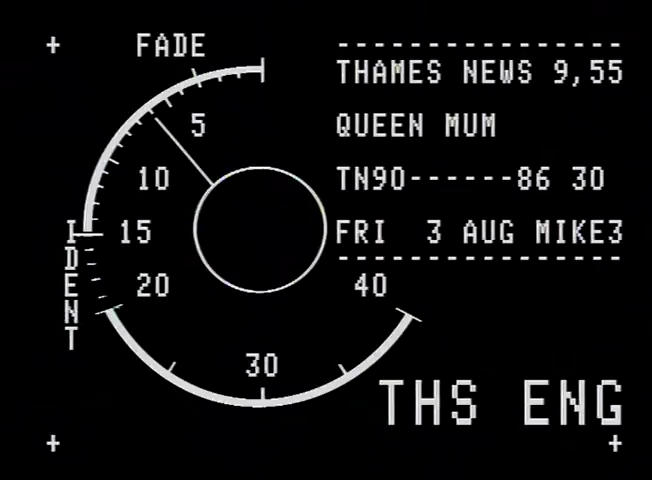 + FADE
----------------
THAMES NEWS 9,55
5
QUEEN MUM
10
TN90------86 30
15
FRI 3 AUG MIKE3
----------------
IDENT
20
40
30
THS ENG
+ +